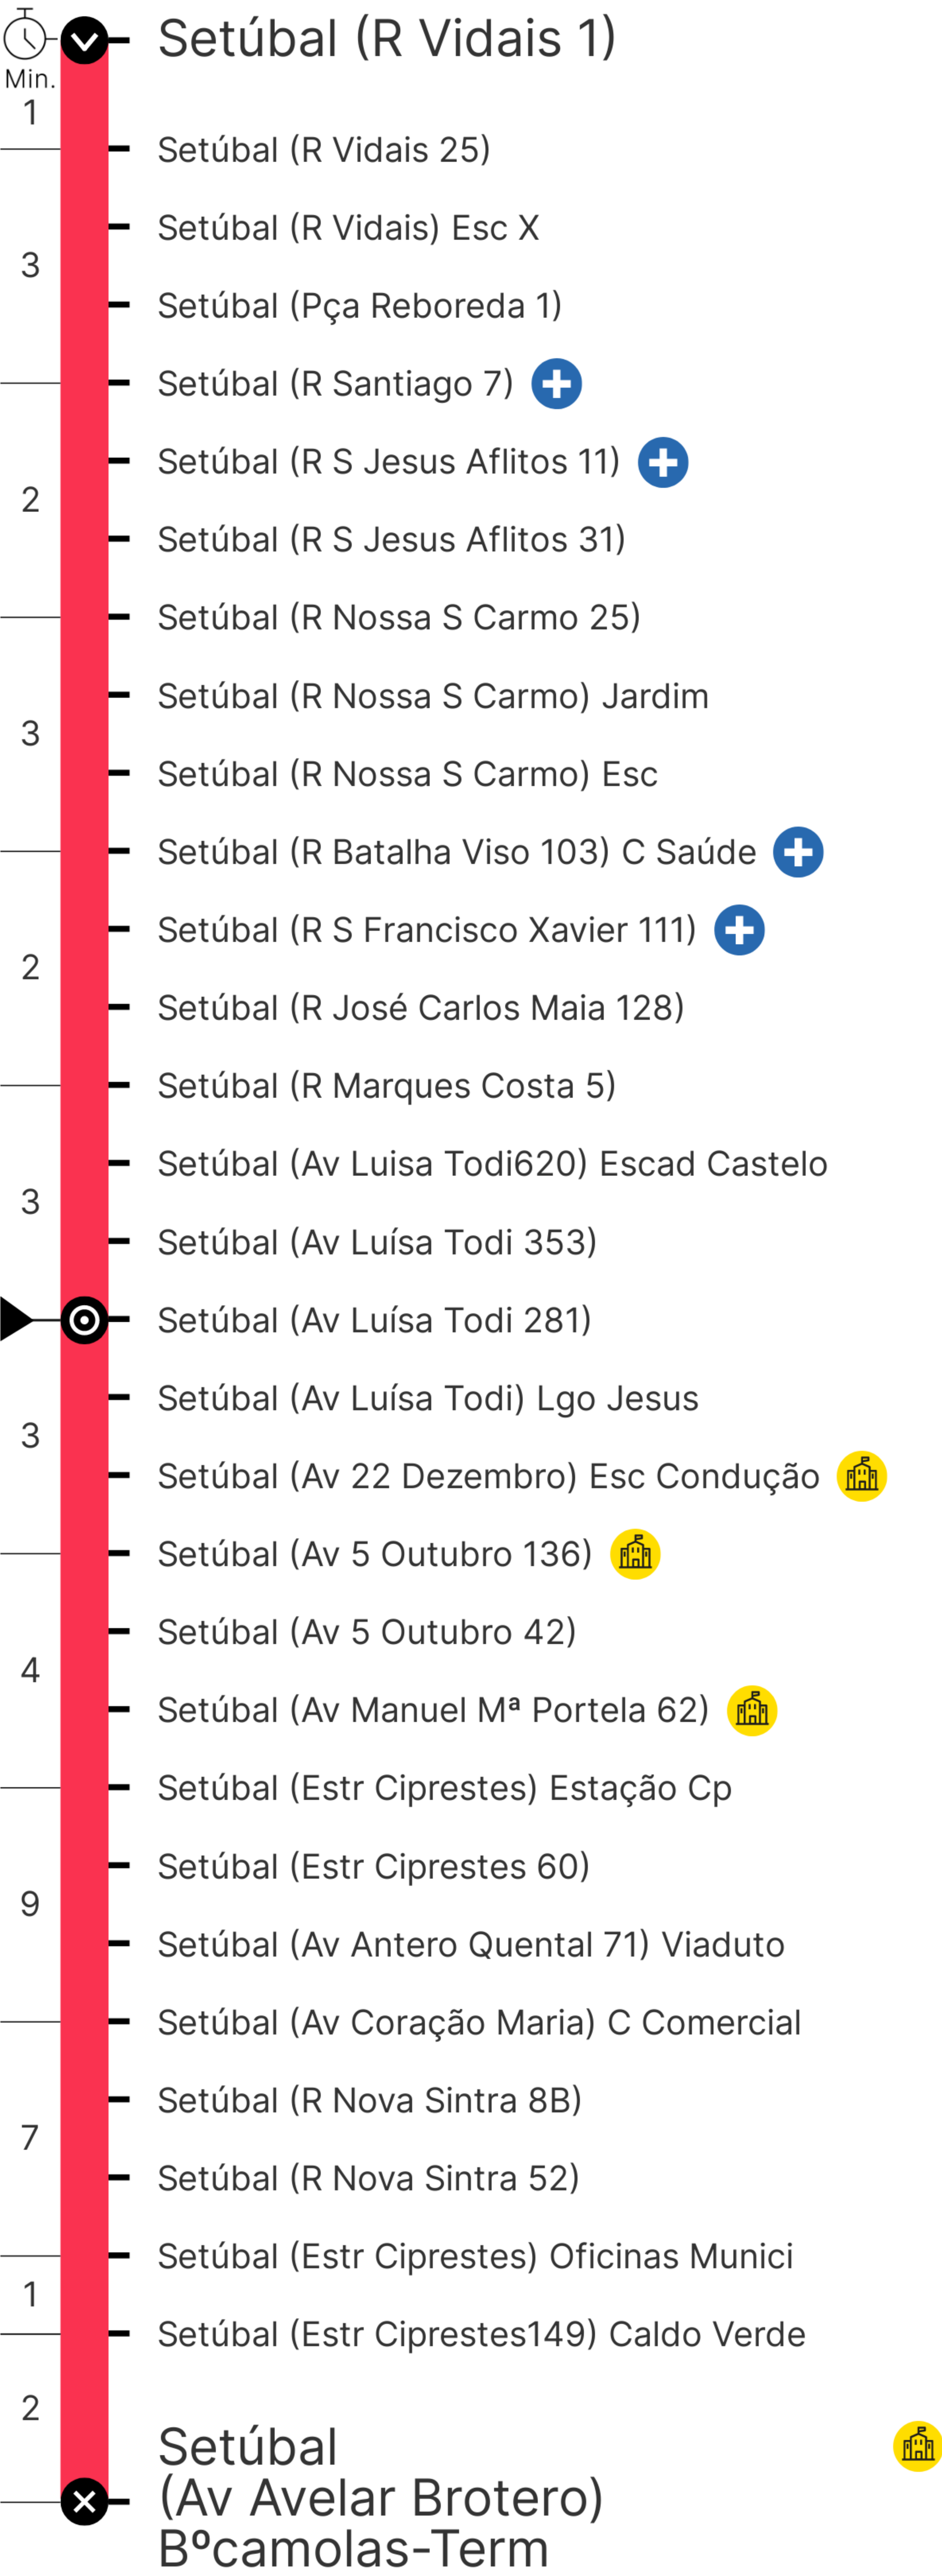 Setúbal (R Vidais 1)
Min.
1
Setúbal (R Vidais 25)
Setúbal (R Vidais) Esc X
3
Setúbal (Pça Reboreda 1)
Setúbal (R Santiago 7)
Setúbal (R S Jesus Aflitos 11)
2
Setúbal (R S Jesus Aflitos 31)
Setúbal (R Nossa S Carmo 25)
Setúbal (R Nossa S Carmo) Jardim
3
Setúbal (R Nossa S Carmo) Esc
Setúbal (R Batalha Viso 103) C Saúde
Setúbal (R S Francisco Xavier 111)
2
Setúbal (R José Carlos Maia 128)
Setúbal (R Marques Costa 5)
Setúbal (Av Luisa Todi620) Escad Castelo
3
Setúbal (Av Luísa Todi 353)
Setúbal (Av Luísa Todi 281)
Setúbal (Av Luísa Todi) Lgo Jesus
3
Setúbal (Av 22 Dezembro) Esc Condução
Setúbal (Av 5 Outubro 136)
Setúbal (Av 5 Outubro 42)
4
Setúbal (Av Manuel Mª Portela 62)
Setúbal (Estr Ciprestes) Estação Cp
Setúbal (Estr Ciprestes 60)
9
Setúbal (Av Antero Quental 71) Viaduto
Setúbal (Av Coração Maria) C Comercial
Setúbal (R Nova Sintra 8B)
7
Setúbal (R Nova Sintra 52)
Setúbal (Estr Ciprestes) Oficinas Munici
1
Setúbal (Estr Ciprestes149) Caldo Verde
2
Setúbal
(Av Avelar Brotero)
Bºcamolas-Term